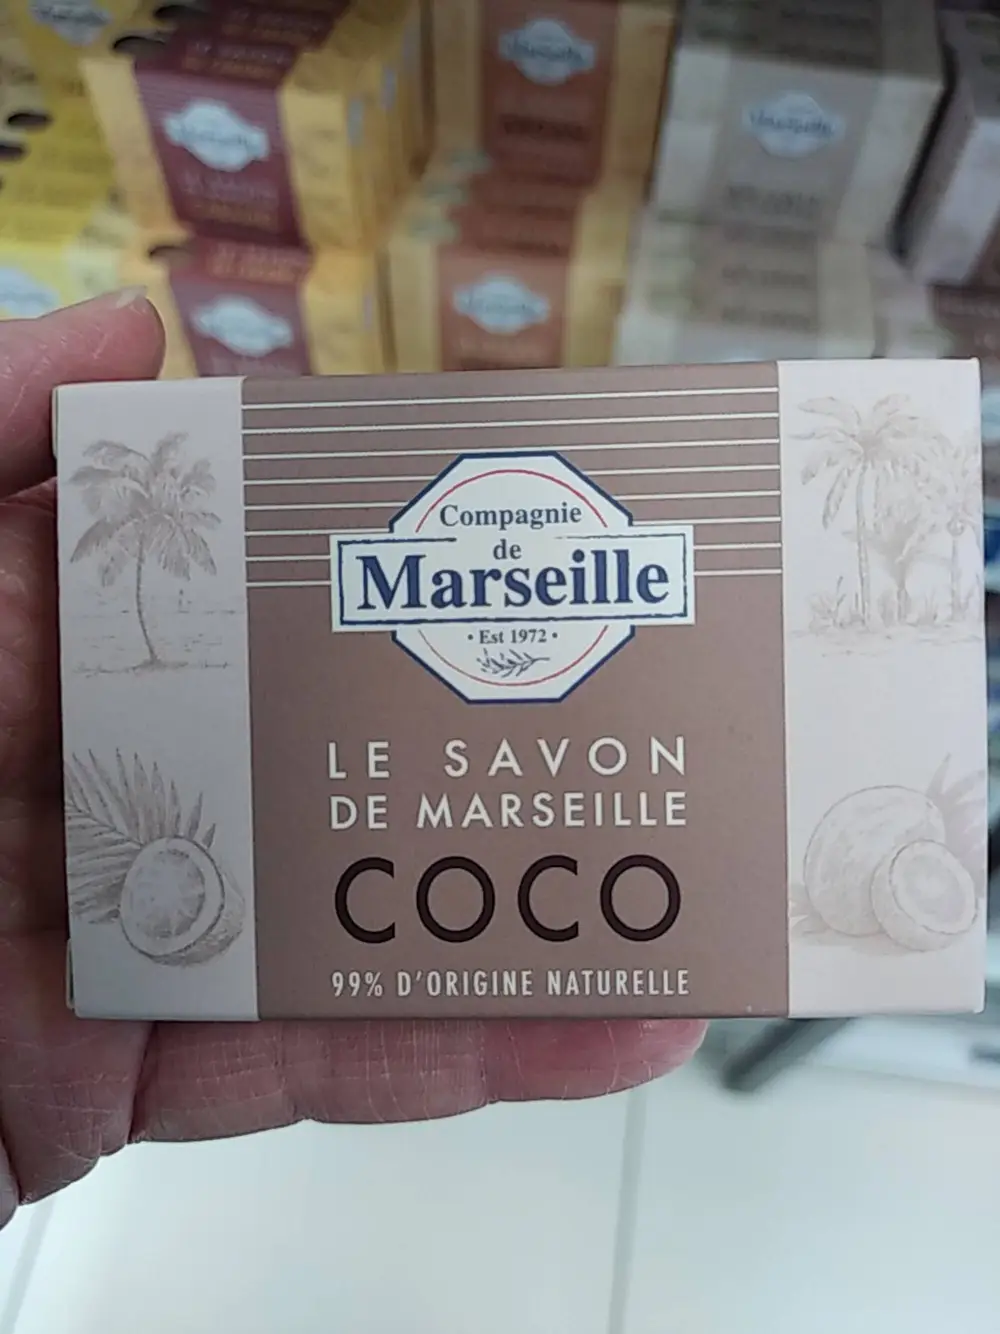 Compagnie
de
Marseille
• Est 1972 •
LE SAVON
DE MARSEILLE
COCO
99% D'ORIGINE NATURELLE